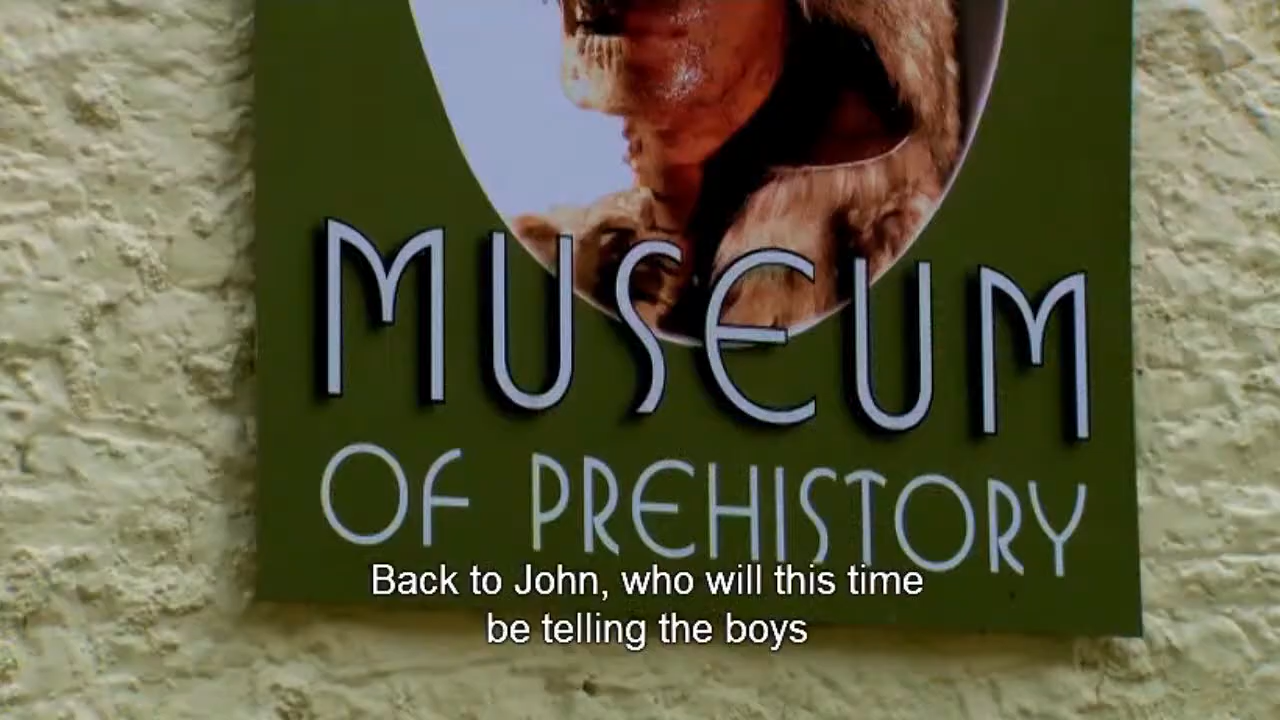 MUSEUM
OF PREHISTORY
Back to John, who will this time
be telling the boys